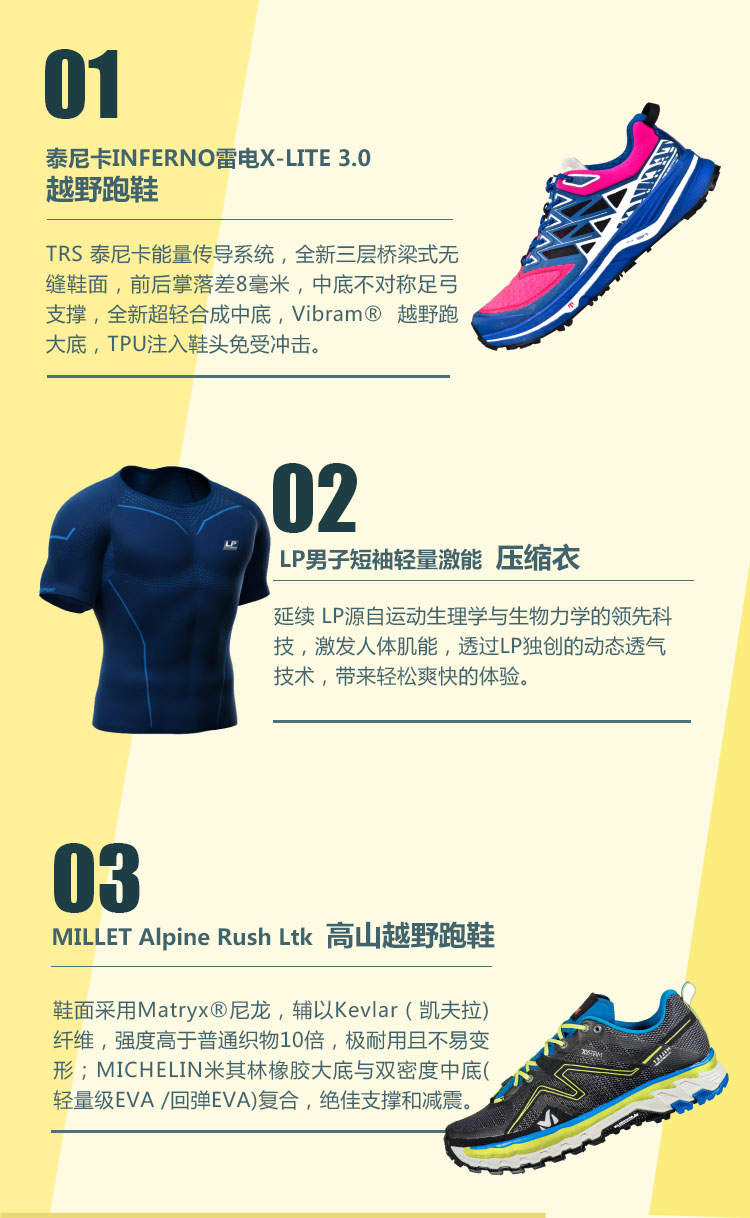 01
泰尼卡INFERNO雷电X-LITE 3.0
越野跑鞋
TRS 泰尼卡能量传导系统，全新三层桥梁式无
缝鞋面，前后掌落差8毫米，中底不对称足弓
支撑，全新超轻合成中底，Vibram® 越野跑
大底，TPU注入鞋头免受冲击。
02
LP
LP男子短袖轻量激能 压缩衣
延续 LP源自运动生理学与生物力学的领先科
技，激发人体肌能，透过LP独创的动态透气
技术，带来轻松爽快的体验。
03
MILLET Alpine Rush Ltk 高山越野跑鞋
鞋面采用Matryx®尼龙，辅以Kevlar（凯夫拉)
纤维，强度高于普通织物10倍，极耐用且不易变
形；MICHELIN米其林橡胶大底与双密度中底(
轻量级EVA /回弹EVA)复合，绝佳支撑和减震。